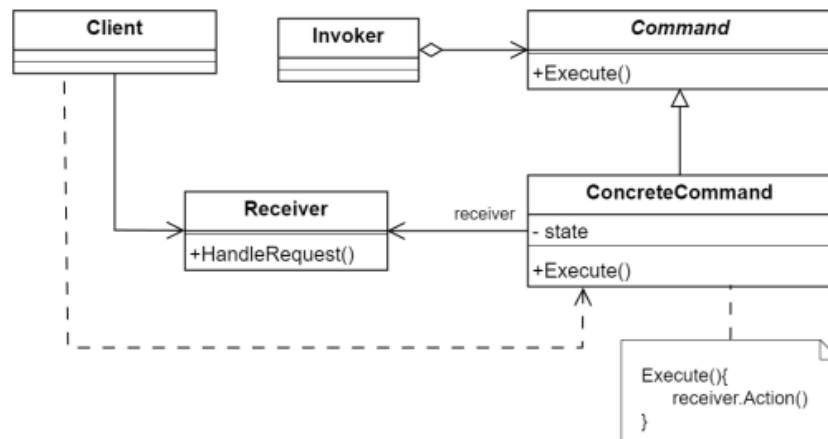 Client
Invoker
Command
+Execute()
Receiver
+HandleRequest()
receiver
ConcreteCommand
- state
+Execute()
Execute(){
receiver.Action()
}